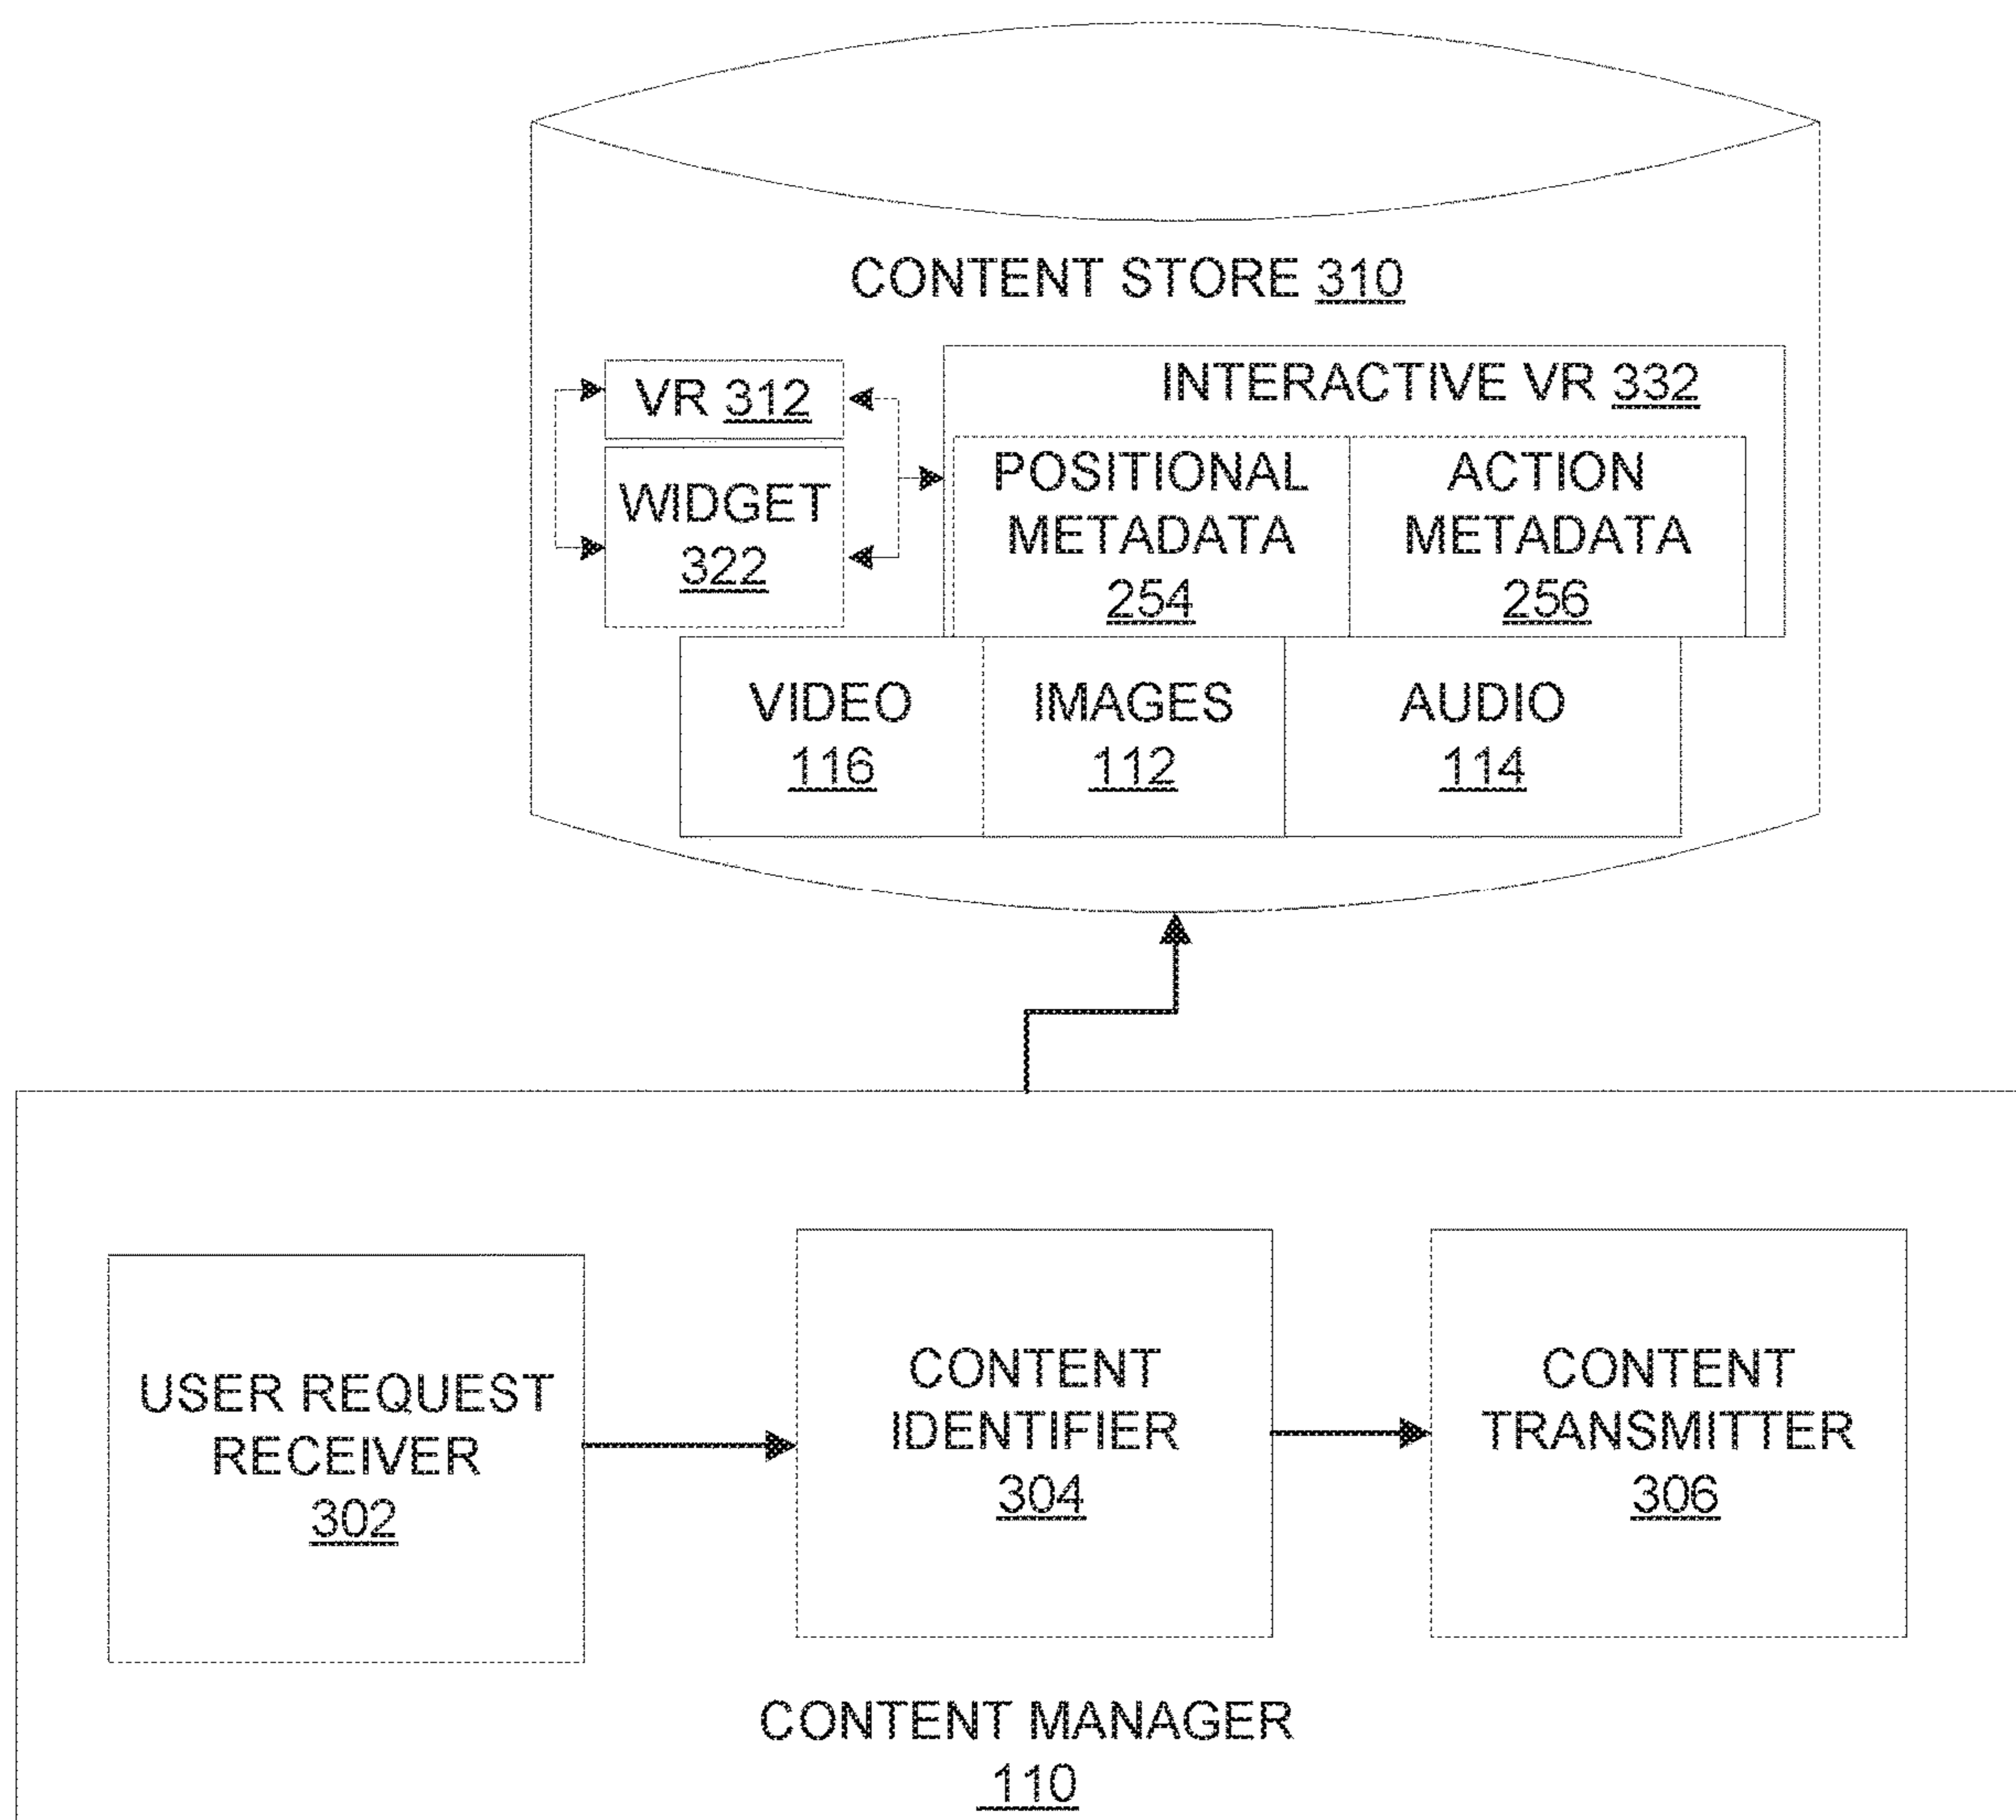 CONTENT STORE 310
VR 312
WIDGET
322
INTERACTIVE VR 332
POSITIONAL
METADATA
254
ACTION
METADATA
256
VIDEO
116
IMAGES
112
AUDIO
114
USER REQUEST
RECEIVER
302
CONTENT
IDENTIFIER
304
CONTENT
TRANSMITTER
306
CONTENT MANAGER
110